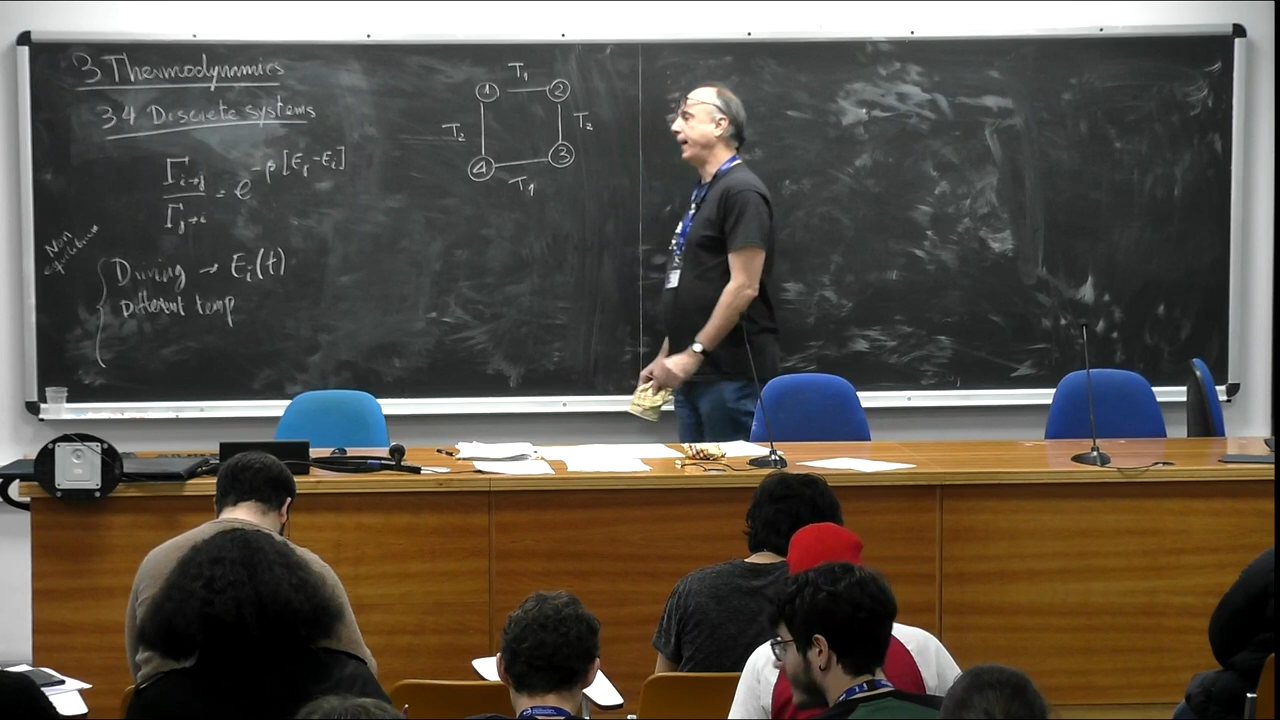 3 Thermodynamics
3.4 Discrete systems
Γi→j / Γj→i = e^-β[Ej-Ei]
Non
equilibrium
Driving → Ei(t)
Different temp
T1
1 2
T2 T2
4 3
T1